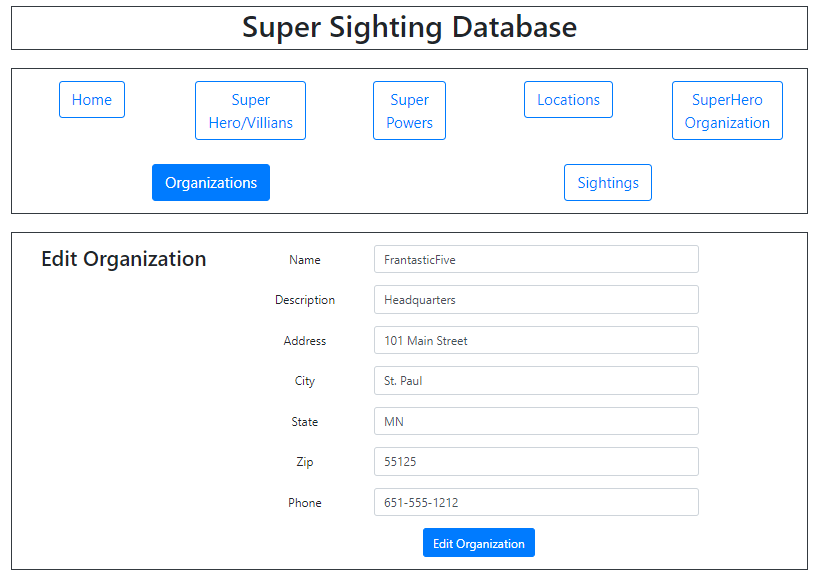 Super Sighting Database
Home
Super
Hero/Villians
Super
Powers
Locations
SuperHero
Organization
Organizations
Sightings
Edit Organization
Name
FrantasticFive
Description
Headquarters
Address
101 Main Street
City
St. Paul
State
MN
Zip
55125
Phone
651-555-1212
Edit Organization